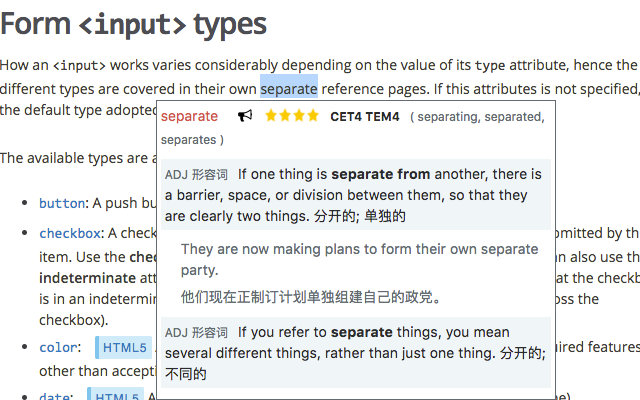 Form <input> types
How an <input> works varies considerably depending on the value of its type attribute, hence the
different types are covered in their own separate reference pages. If this attributes is not specified,
the default type adopted
separate CET4 TEM4 ( separating, separated,
separates )
The available types are a
ADJ 形容词 If one thing is separate from another, there is
a barrier, space, or division between them, so that they
are clearly two things. 分开的; 单独的
button: A push bu
checkbox: A check
omitted by th
They are now making plans to form their own separate
party.
item. Use the chec
an also use th
indeterminate att
at the checkb
他们现在正制订计划单独组建自己的政党。
is in an indetermin
oss the
checkbox).
ADJ 形容词 If you refer to separate things, you mean
several different things, rather than just one thing. 分开的;
不同的
color: HTML5
uired features
other than accepti
date: HTML5 A